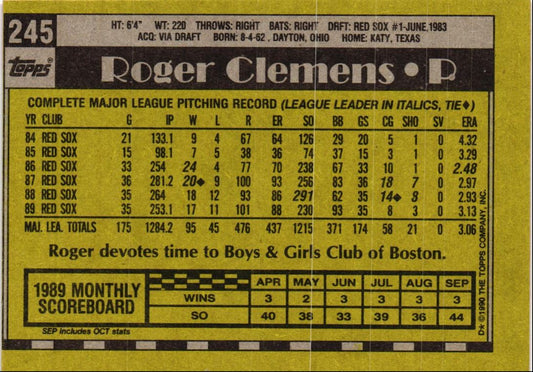 245
HT: 6'4" WT: 220 THROWS: RIGHT BATS: RIGHT DRFT: RED SOX #1-JUNE, 1983
ACQ: VIA DRAFT BORN: 8-4-62, DAYTON, OHIO HOME: KATY, TEXAS
topps® Roger Clemens • P
COMPLETE MAJOR LEAGUE PITCHING RECORD (LEAGUE LEADER IN ITALICS, TIE♦)
YR CLUB G IP W L R ER SO BB GS CG SHO SV ERA
84 RED SOX 21 133.1 9 4 67 64 126 29 20 5 1 0 4.32
85 RED SOX 15 98.1 7 5 38 36 74 37 15 3 1 0 3.29
86 RED SOX 33 254 24 4 77 70 238 67 33 10 1 0 2.48
87 RED SOX 36 281.2 20♦ 9 100 93 256 83 36 18 7 0 2.97
88 RED SOX 35 264 18 12 93 86 291 62 35 14♦ 8 0 2.93
89 RED SOX 35 253.1 17 11 101 88 230 93 35 8 3 0 3.13
MAJ. LEA. TOTALS 175 1284.2 95 45 476 437 1215 371 174 58 21 0 3.06
Roger devotes time to Boys & Girls Club of Boston.
1989 MONTHLY SCOREBOARD
APR MAY JUN JUL AUG SEP
WINS 3 2 3 3 3 3
SO 40 38 33 39 36 44
SEP includes OCT stats
D* ©1990 THE TOPPS COMPANY, INC.